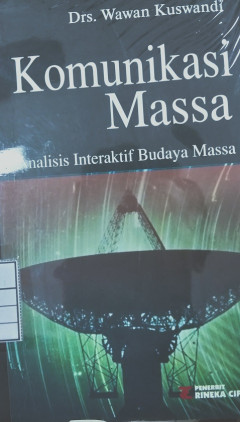 Drs. Wawan Kuswandi
Komunikasi
Massa
nalisis Interaktif Budaya Massa
PENERBIT
RINEKA CIP